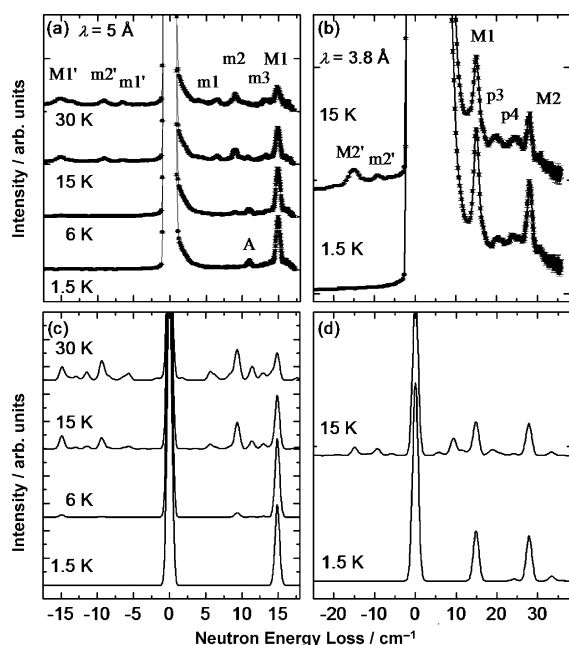 (a) λ = 5 Å
M1' m2' m1' m1 m2 m3 M1
30 K
15 K
6 K
A
1.5 K
Intensity / arb. units
(b) M1
λ = 3.8 Å
p3 p4 M2
15 K
M2' m2'
1.5 K
Intensity / arb. units
(c)
30 K
15 K
6 K
1.5 K
-15 -10 -5 0 5 10 15
(d)
15 K
1.5 K
-20 -10 0 10 20 30
Neutron Energy Loss / cm⁻¹